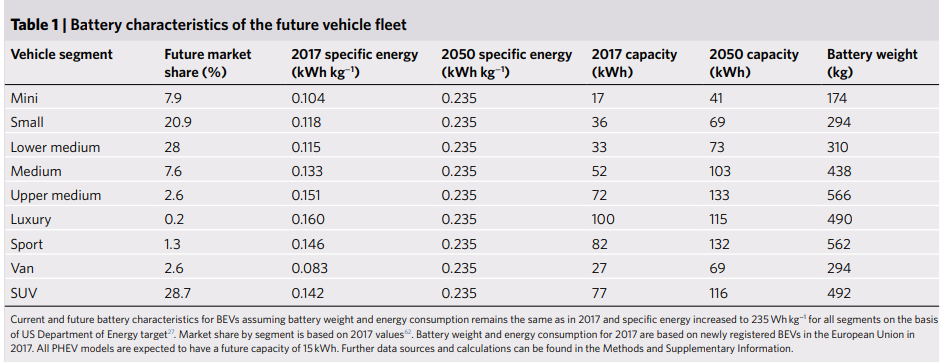 Table 1 | Battery characteristics of the future vehicle fleet
Vehicle segment Future market share (%) 2017 specific energy (kWh kg⁻¹) 2050 specific energy (kWh kg⁻¹) 2017 capacity (kWh) 2050 capacity (kWh) Battery weight (kg)
Mini 7.9 0.104 0.235 17 41 174
Small 20.9 0.118 0.235 36 69 294
Lower medium 28 0.115 0.235 33 73 310
Medium 7.6 0.133 0.235 52 103 438
Upper medium 2.6 0.151 0.235 72 133 566
Luxury 0.2 0.160 0.235 100 115 490
Sport 1.3 0.146 0.235 82 132 562
Van 2.6 0.083 0.235 27 69 294
SUV 28.7 0.142 0.235 77 116 492
Current and future battery characteristics for BEVs assuming battery weight and energy consumption remains the same as in 2017 and specific energy increased to 235 Wh kg⁻¹ for all segments on the basis
of US Department of Energy target²⁷. Market share by segment is based on 2017 values⁶². Battery weight and energy consumption for 2017 are based on newly registered BEVs in the European Union in
2017. All PHEV models are expected to have a future capacity of 15 kWh. Further data sources and calculations can be found in the Methods and Supplementary Information.